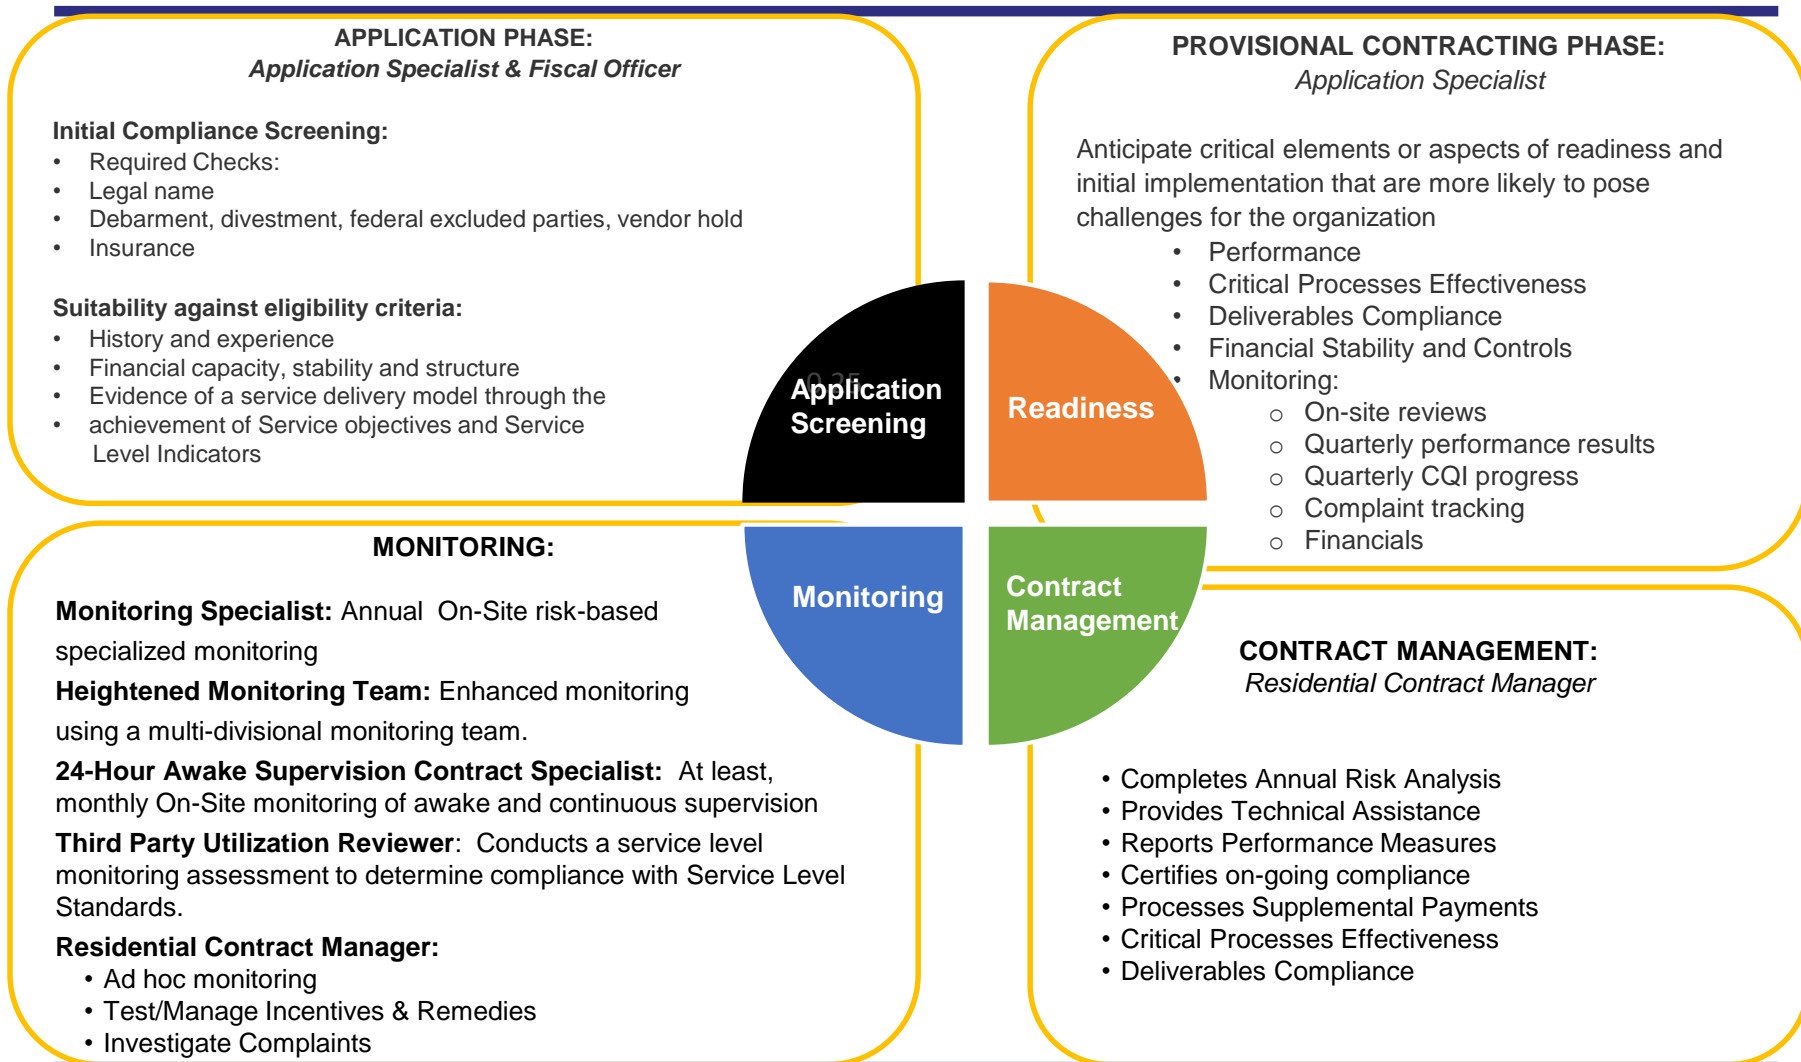 APPLICATION PHASE:
Application Specialist & Fiscal Officer
Initial Compliance Screening:
• Required Checks:
• Legal name
• Debarment, divestment, federal excluded parties, vendor hold
• Insurance
Suitability against eligibility criteria:
• History and experience
• Financial capacity, stability and structure
• Evidence of a service delivery model through the
• achievement of Service objectives and Service
Level Indicators
PROVISIONAL CONTRACTING PHASE:
Application Specialist
Anticipate critical elements or aspects of readiness and
initial implementation that are more likely to pose
challenges for the organization
• Performance
• Critical Processes Effectiveness
• Deliverables Compliance
• Financial Stability and Controls
• Monitoring:
o On-site reviews
o Quarterly performance results
o Quarterly CQI progress
o Complaint tracking
o Financials
0.25
Application
Screening
Readiness
Monitoring
Contract
Management
MONITORING:
Monitoring Specialist: Annual On-Site risk-based
specialized monitoring
Heightened Monitoring Team: Enhanced monitoring
using a multi-divisional monitoring team.
24-Hour Awake Supervision Contract Specialist: At least,
monthly On-Site monitoring of awake and continuous supervision
Third Party Utilization Reviewer: Conducts a service level
monitoring assessment to determine compliance with Service Level
Standards.
Residential Contract Manager:
• Ad hoc monitoring
• Test/Manage Incentives & Remedies
• Investigate Complaints
CONTRACT MANAGEMENT:
Residential Contract Manager
• Completes Annual Risk Analysis
• Provides Technical Assistance
• Reports Performance Measures
• Certifies on-going compliance
• Processes Supplemental Payments
• Critical Processes Effectiveness
• Deliverables Compliance